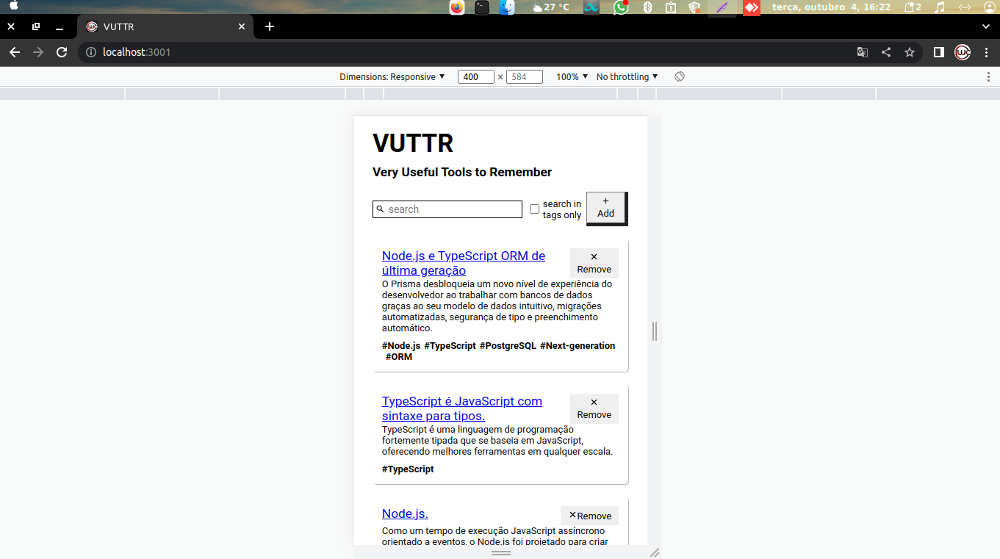 27 °C
terça, outubro 4, 16:22
2
VUTTR
localhost:3001
Dimensions: Responsive ▼ 400 × 584 100% ▼ No throttling ▼
VUTTR
Very Useful Tools to Remember
search
search in
tags only
+
Add
Node.js e TypeScript ORM de
última geração
×
Remove
O Prisma desbloqueia um novo nível de experiência do
desenvolvedor ao trabalhar com bancos de dados
graças ao seu modelo de dados intuitivo, migrações
automatizadas, segurança de tipo e preenchimento
automático.
#Node.js #TypeScript #PostgreSQL #Next-generation
#ORM
TypeScript é JavaScript com
sintaxe para tipos.
×
Remove
TypeScript é uma linguagem de programação
fortemente tipada que se baseia em JavaScript,
oferecendo melhores ferramentas em qualquer escala.
#TypeScript
Node.js.
×Remove
Como um tempo de execução JavaScript assíncrono
orientado a eventos, o Node.js foi projetado para criar